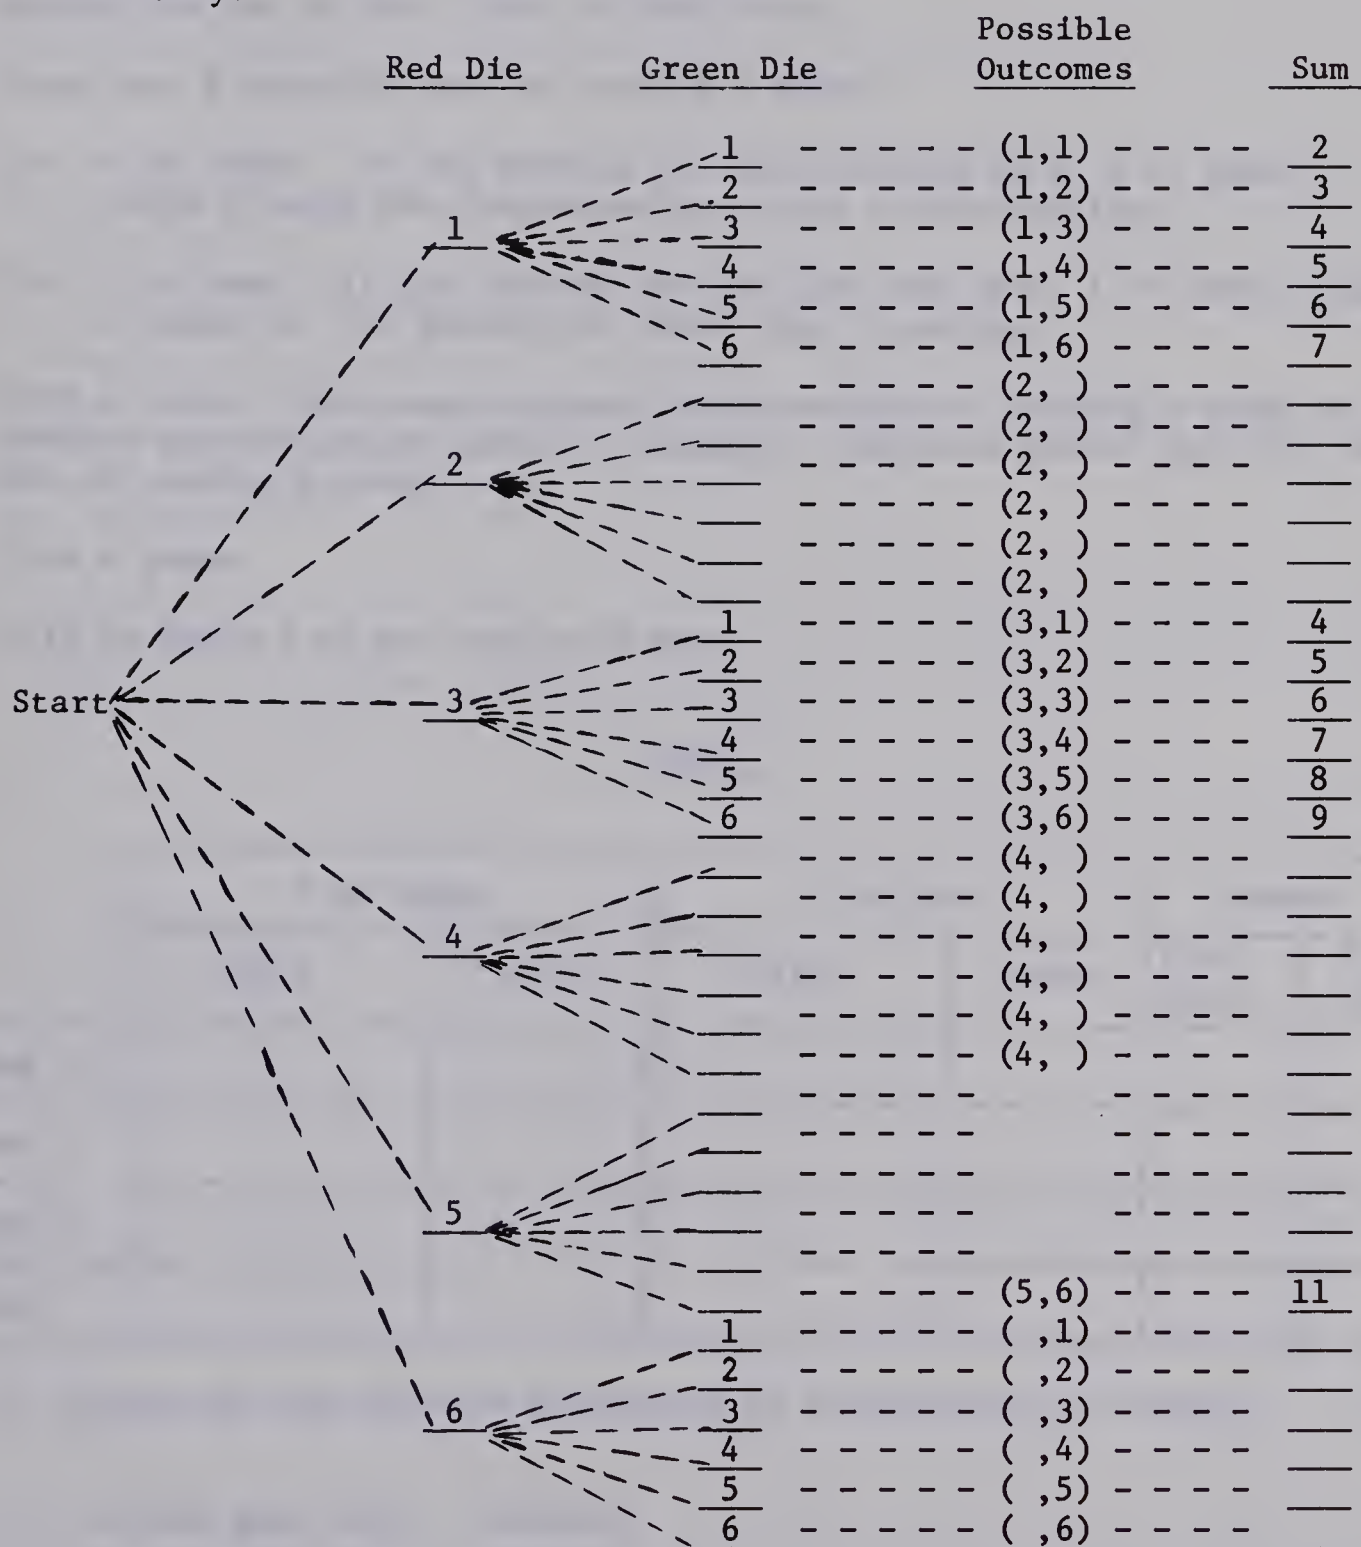 Possible
Red Die Green Die Outcomes Sum
1 - - - - - (1,1) - - - - 2
2 - - - - - (1,2) - - - - 3
1 3 - - - - - (1,3) - - - - 4
4 - - - - - (1,4) - - - - 5
5 - - - - - (1,5) - - - - 6
6 - - - - - (1,6) - - - - 7
- - - - - (2, ) - - - -
- - - - - (2, ) - - - -
2 - - - - - (2, ) - - - -
- - - - - (2, ) - - - -
- - - - - (2, ) - - - -
- - - - - (2, ) - - - -
1 - - - - - (3,1) - - - - 4
2 - - - - - (3,2) - - - - 5
Start 3 3 - - - - - (3,3) - - - - 6
4 - - - - - (3,4) - - - - 7
5 - - - - - (3,5) - - - - 8
6 - - - - - (3,6) - - - - 9
- - - - - (4, ) - - - -
- - - - - (4, ) - - - -
4 - - - - - (4, ) - - - -
- - - - - (4, ) - - - -
- - - - - (4, ) - - - -
- - - - - (4, ) - - - -
- - - - - - - - -
- - - - - - - - -
- - - - - - - - -
5 - - - - - - - - -
- - - - - - - - -
- - - - - (5,6) - - - - 11
1 - - - - - ( ,1) - - - -
2 - - - - - ( ,2) - - - -
6 3 - - - - - ( ,3) - - - -
4 - - - - - ( ,4) - - - -
5 - - - - - ( ,5) - - - -
6 - - - - - ( ,6) - - - -